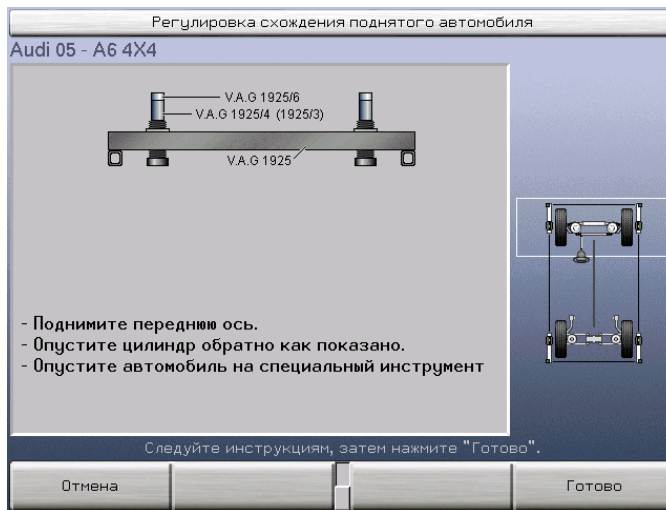 Регулировка схождения поднятого автомобиля
Audi 05 - A6 4X4
V.A.G 1925/6
V.A.G 1925/4 (1925/3)
V.A.G 1925
- Поднимите переднюю ось.
- Опустите цилиндр обратно как показано.
- Опустите автомобиль на специальный инструмент
Следуйте инструкциям, затем нажмите "Готово".
Отмена
Готово